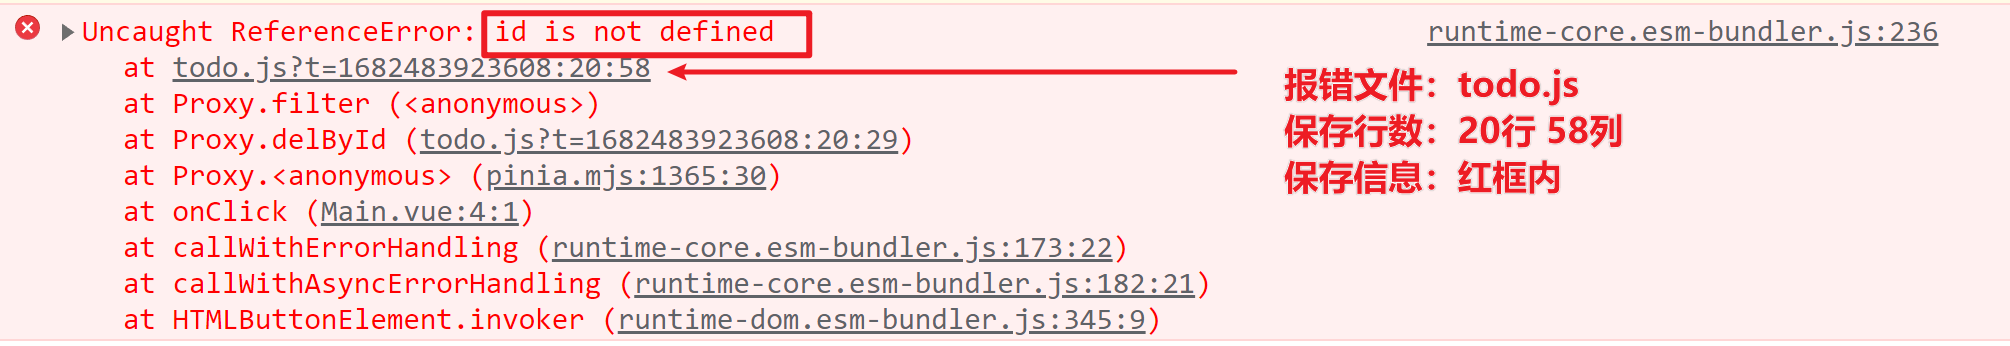 Uncaught ReferenceError: id is not defined
runtime-core.esm-bundler.js:236
at todo.js?t=1682483923608:20:58
at Proxy.filter (<anonymous>)
at Proxy.delById (todo.js?t=1682483923608:20:29)
at Proxy.<anonymous> (pinia.mjs:1365:30)
at onClick (Main.vue:4:1)
at callWithErrorHandling (runtime-core.esm-bundler.js:173:22)
at callWithAsyncErrorHandling (runtime-core.esm-bundler.js:182:21)
at HTMLButtonElement.invoker (runtime-dom.esm-bundler.js:345:9)
报错文件：todo.js
保存行数：20行 58列
保存信息：红框内